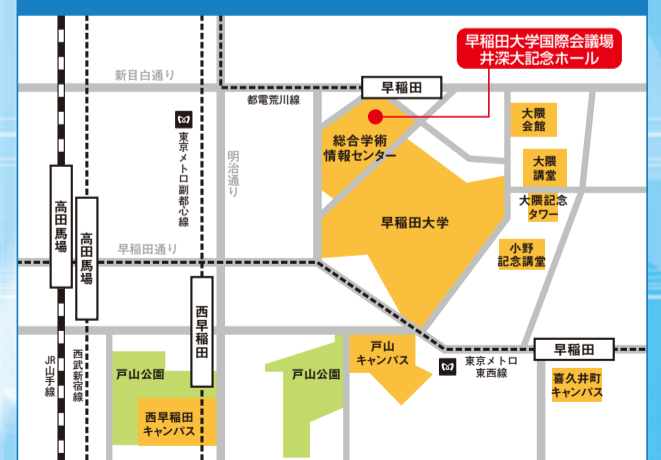 早稲田大学国際会議場
井深大記念ホール
新目白通り
早稲田
都電荒川線
大隈
会館
総合学術
情報センター
東京メトロ副都心線
明治通り
大隈
講堂
大隈記念
タワー
早稲田大学
高田馬場
高田馬場
早稲田通り
小野
記念講堂
西早稲田
戸山
キャンパス
早稲田
東京メトロ
東西線
JR山手線
西武新宿線
戸山公園
戸山公園
喜久井町
キャンパス
西早稲田
キャンパス